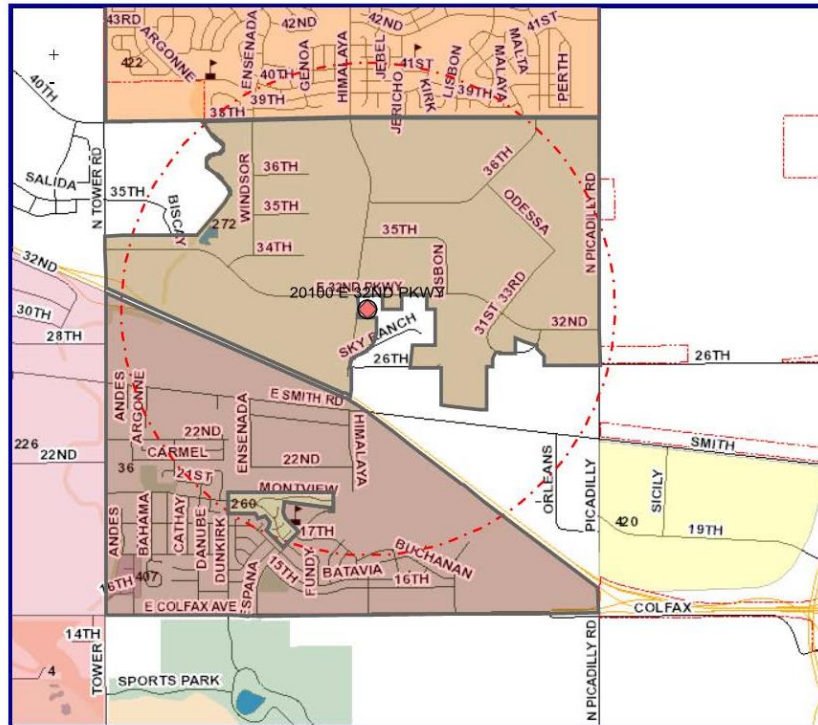 43RD
ARGONNE
422
42ND
ENSENADA
GENOA
HIMALAYA
42ND
JEBEL
JERICHO
41ST
KIRK
LISBON
MALTA
MALAYA
41ST
PERTH
40TH
39TH
39TH
38TH
40TH
SALIDA
N TOWER RD
35TH
BISCAY
272
WINDSOR
36TH
35TH
34TH
36TH
ODESSA
35TH
N PICADILLY RD
E 32ND PKWY
20100 E 32ND PKWY
31ST
33RD
32ND
SKY RANCH
26TH
26TH
32ND
30TH
28TH
ANDES
ARGONNE
E SMITH RD
226
22ND
22ND
CARMEL
36
21ST
ENSENADA
22ND
HIMALAYA
MONTVIEW
260
17TH
ANDES
BAHAMA
CATHAY
DANUBE
DUNKIRK
ESPANA
15TH
FUNDY
BATAVIA
BUCHANAN
16TH
16TH
407
E COLFAX AVE
ORLEANS
PICADILLY
SICILY
SMITH
420
19TH
COLFAX
14TH
TOWER
4
SPORTS PARK
N PICADILLY RD